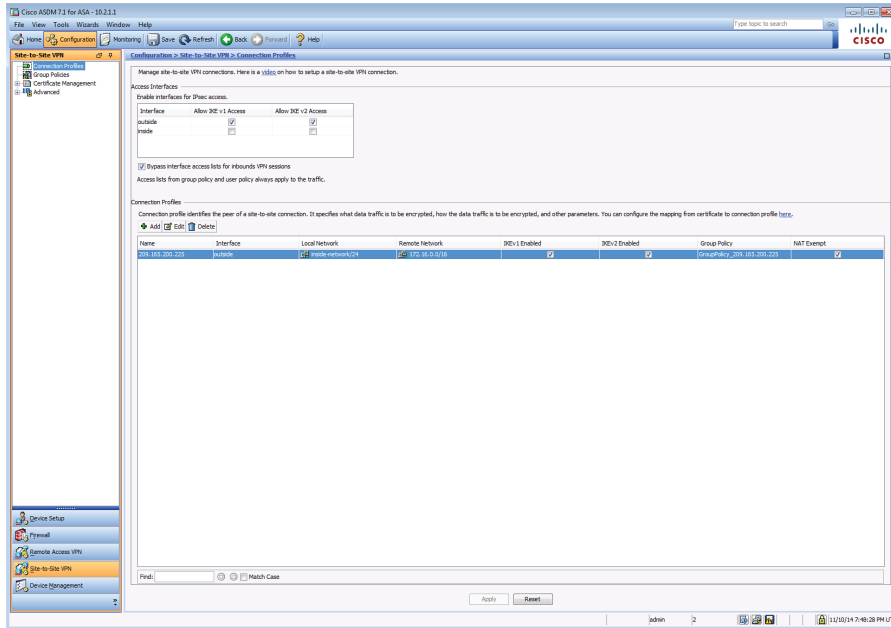 Cisco ASDM 7.1 for ASA - 10.2.1.1
File View Tools Wizards Window Help
Type topic to search
Go
Home Configuration Monitoring Save Refresh Back Forward Help
CISCO
Site-to-Site VPN
Connection Profiles
Group Policies
Certificate Management
Advanced
Configuration > Site-to-Site VPN > Connection Profiles
Manage site-to-site VPN connections. Here is a video on how to setup a site-to-site VPN connection.
Access Interfaces
Enable interfaces for IPsec access.
Interface Allow IKE v1 Access Allow IKE v2 Access
outside
inside
Bypass interface access lists for inbounds VPN sessions
Access lists from group policy and user policy always apply to the traffic.
Connection Profiles
Connection profile identifies the peer of a site-to-site connection. It specifies what data traffic is to be encrypted, how the data traffic is to be encrypted, and other parameters. You can configure the mapping from certificate to connection profile here.
Add Edit Delete
Name Interface Local Network Remote Network IKEv1 Enabled IKEv2 Enabled Group Policy NAT Exempt
209.165.200.225 outside inside-network/24 172.16.0.0/16 GroupPolicy_209.165.200.225
Device Setup
Firewall
Remote Access VPN
Site-to-Site VPN
Device Management
Find: Match Case
Apply Reset
admin 2 11/10/14 7:48:28 PM U